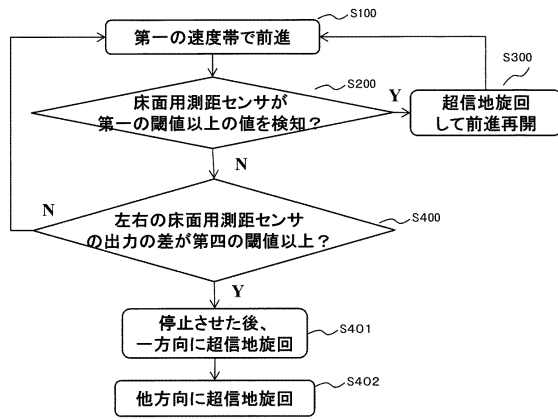 S100
第一の速度帯で前進
S200
床面用測距センサが
第一の閾値以上の値を検知？
Y
S300
超信地旋回
して前進再開
N
N
S400
左右の床面用測距センサ
の出力の差が第四の閾値以上？
Y
S401
停止させた後、
一方向に超信地旋回
S402
他方向に超信地旋回